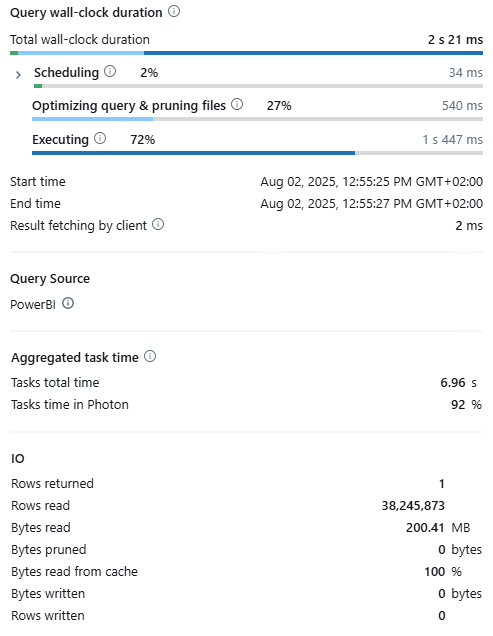 Query wall-clock duration
Total wall-clock duration 2 s 21 ms
Scheduling 2% 34 ms
Optimizing query & pruning files 27% 540 ms
Executing 72% 1 s 447 ms
Start time Aug 02, 2025, 12:55:25 PM GMT+02:00
End time Aug 02, 2025, 12:55:27 PM GMT+02:00
Result fetching by client 2 ms
Query Source
PowerBI
Aggregated task time
Tasks total time 6.96 s
Tasks time in Photon 92 %
IO
Rows returned 1
Rows read 38,245,873
Bytes read 200.41 MB
Bytes pruned 0 bytes
Bytes read from cache 100 %
Bytes written 0 bytes
Rows written 0